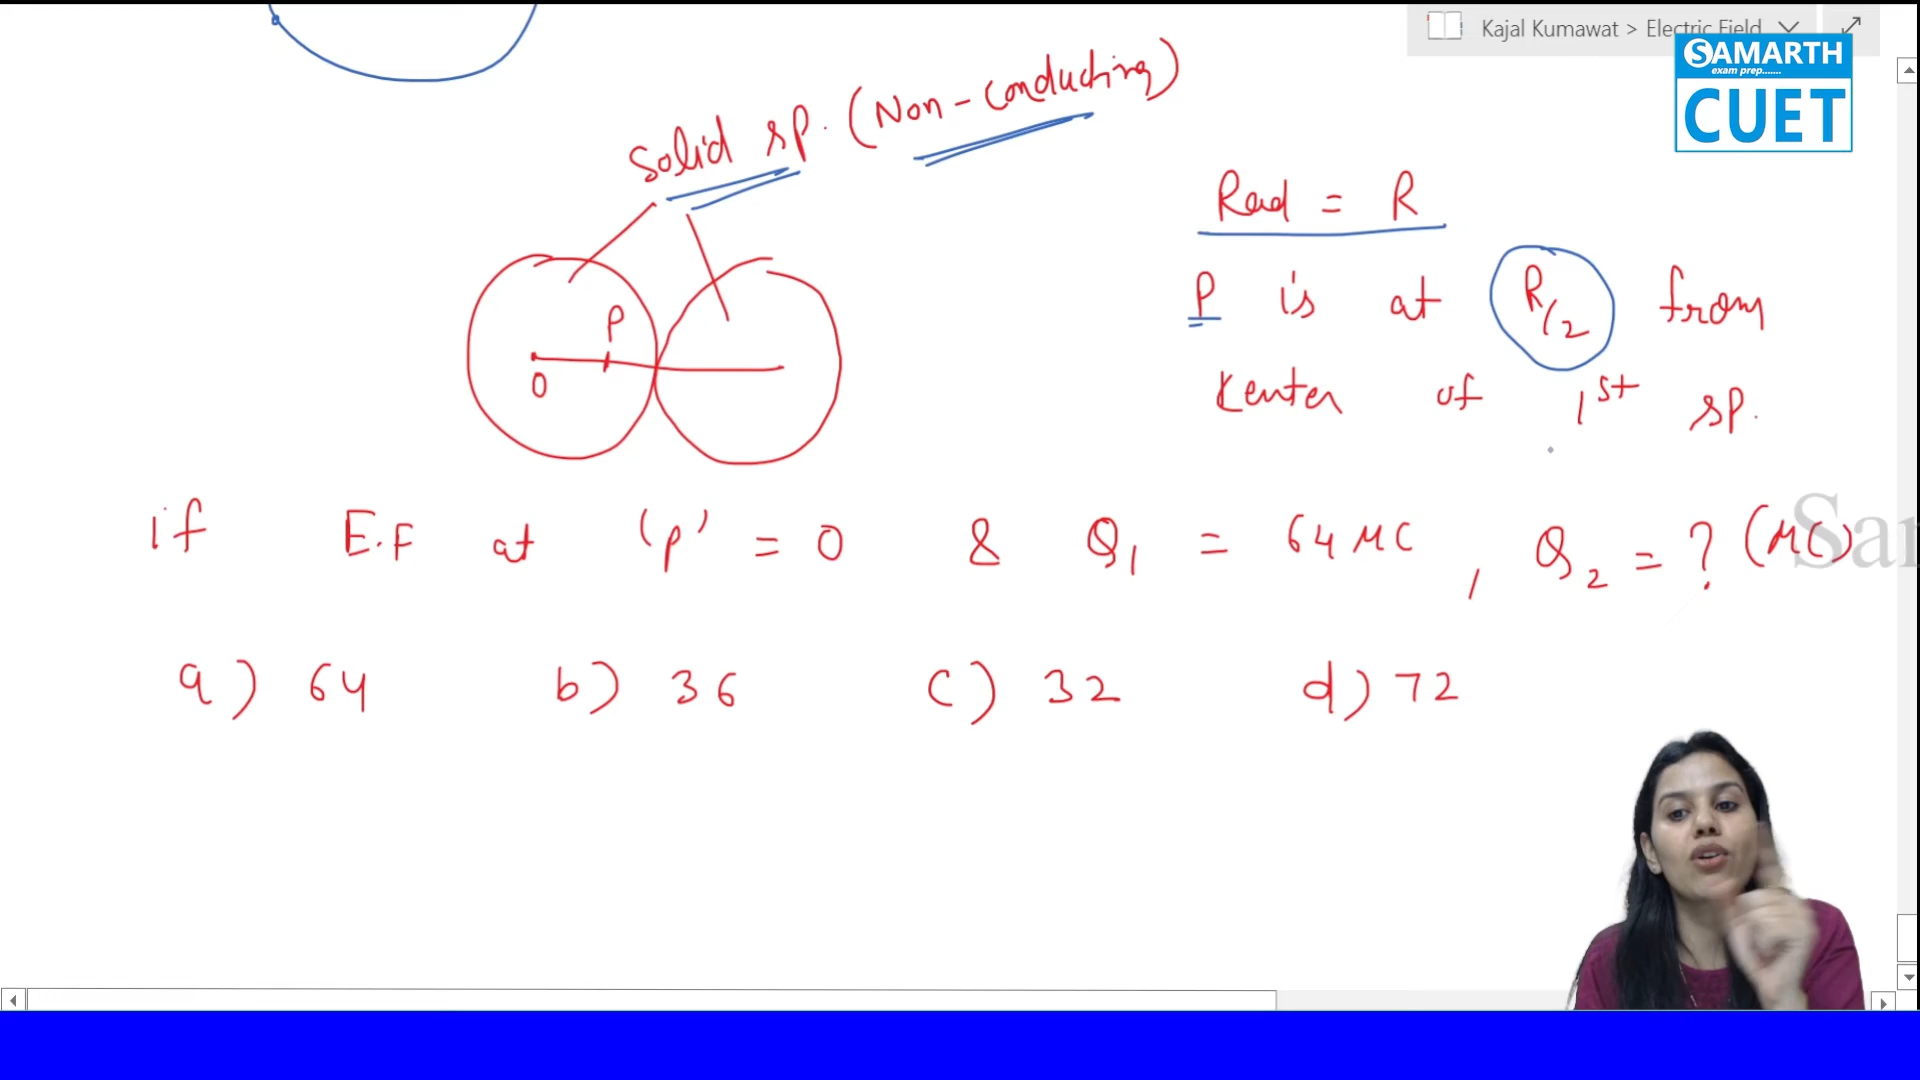 Kajal Kumawat > Electric Field
SAMARTH
exam prep.......
CUET
Solid sp. (Non-conducting)
Rad = R
P is at R/2 from
center of 1st sp.
P
O
if E.F at 'p' = 0 & Q1 = 64 μC, Q2 = ? (μC)
a) 64 b) 36 c) 32 d) 72